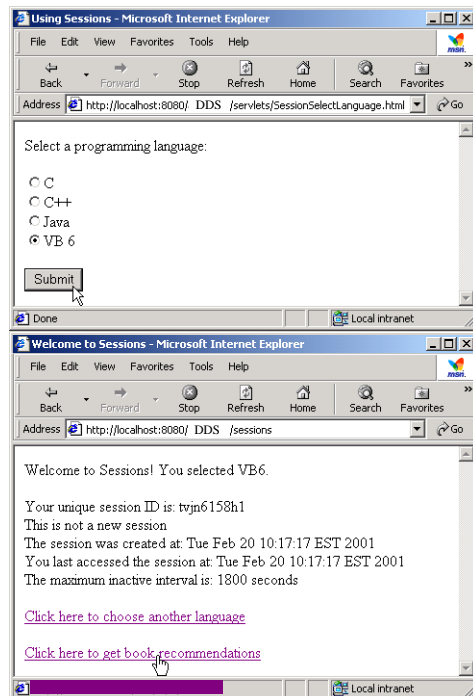 Using Sessions - Microsoft Internet Explorer
File Edit View Favorites Tools Help
msn.
Back Forward Stop Refresh Home Search Favorites »
Address http://localhost:8080/ DDS /servlets/SessionSelectLanguage.html Go
Select a programming language:
C
C++
Java
VB 6
Submit
Done Local intranet
Welcome to Sessions - Microsoft Internet Explorer
File Edit View Favorites Tools Help
msn.
Back Forward Stop Refresh Home Search Favorites »
Address http://localhost:8080/ DDS /sessions Go
Welcome to Sessions! You selected VB6.
Your unique session ID is: tvjn6158h1
This is not a new session
The session was created at: Tue Feb 20 10:17:17 EST 2001
You last accessed the session at: Tue Feb 20 10:17:17 EST 2001
The maximum inactive interval is: 1800 seconds
Click here to choose another language
Click here to get book recommendations
Local intranet